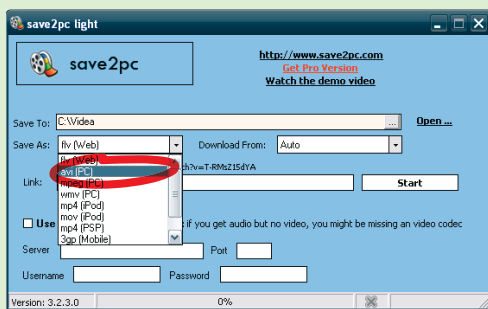 save2pc light
save2pc
http://www.save2pc.com
Get Pro Version
Watch the demo video
Save To: C:\Videa ... Open ...
Save As: flv (Web) Download From: Auto
flv (Web)
avi (PC)
ch?v=T-RMsZ15dYA
mpeg (PC)
Link: Start
wmv (PC)
mp4 (iPod)
mov (iPod)
Use if you get audio but no video, you might be missing an video codec
mp4 (PSP)
3gp (Mobile)
Server Port
Username Password
Version: 3.2.3.0 0%